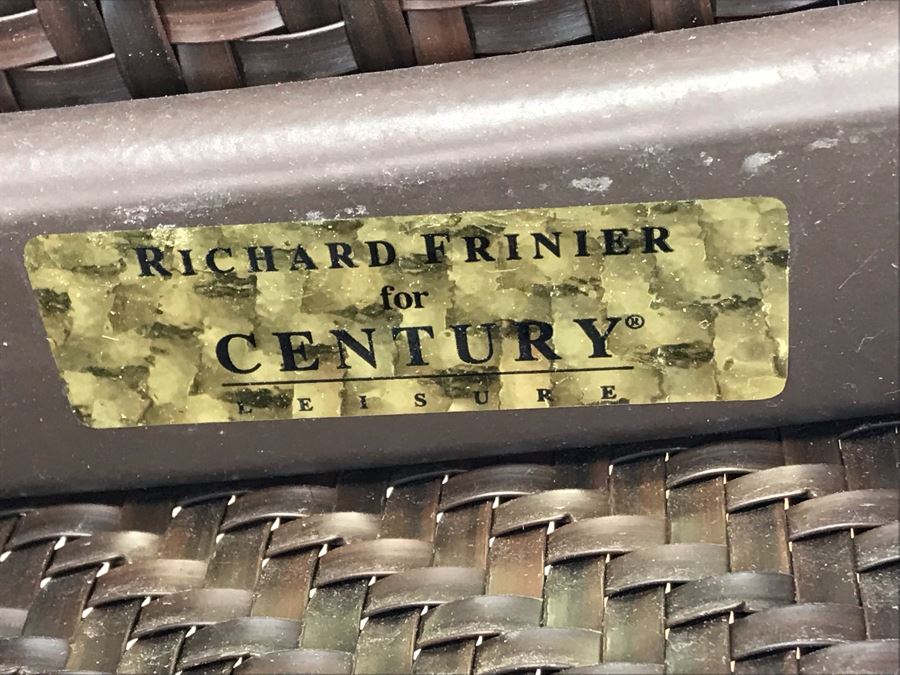 RICHARD FRINIER
for
CENTURY®
LEISURE